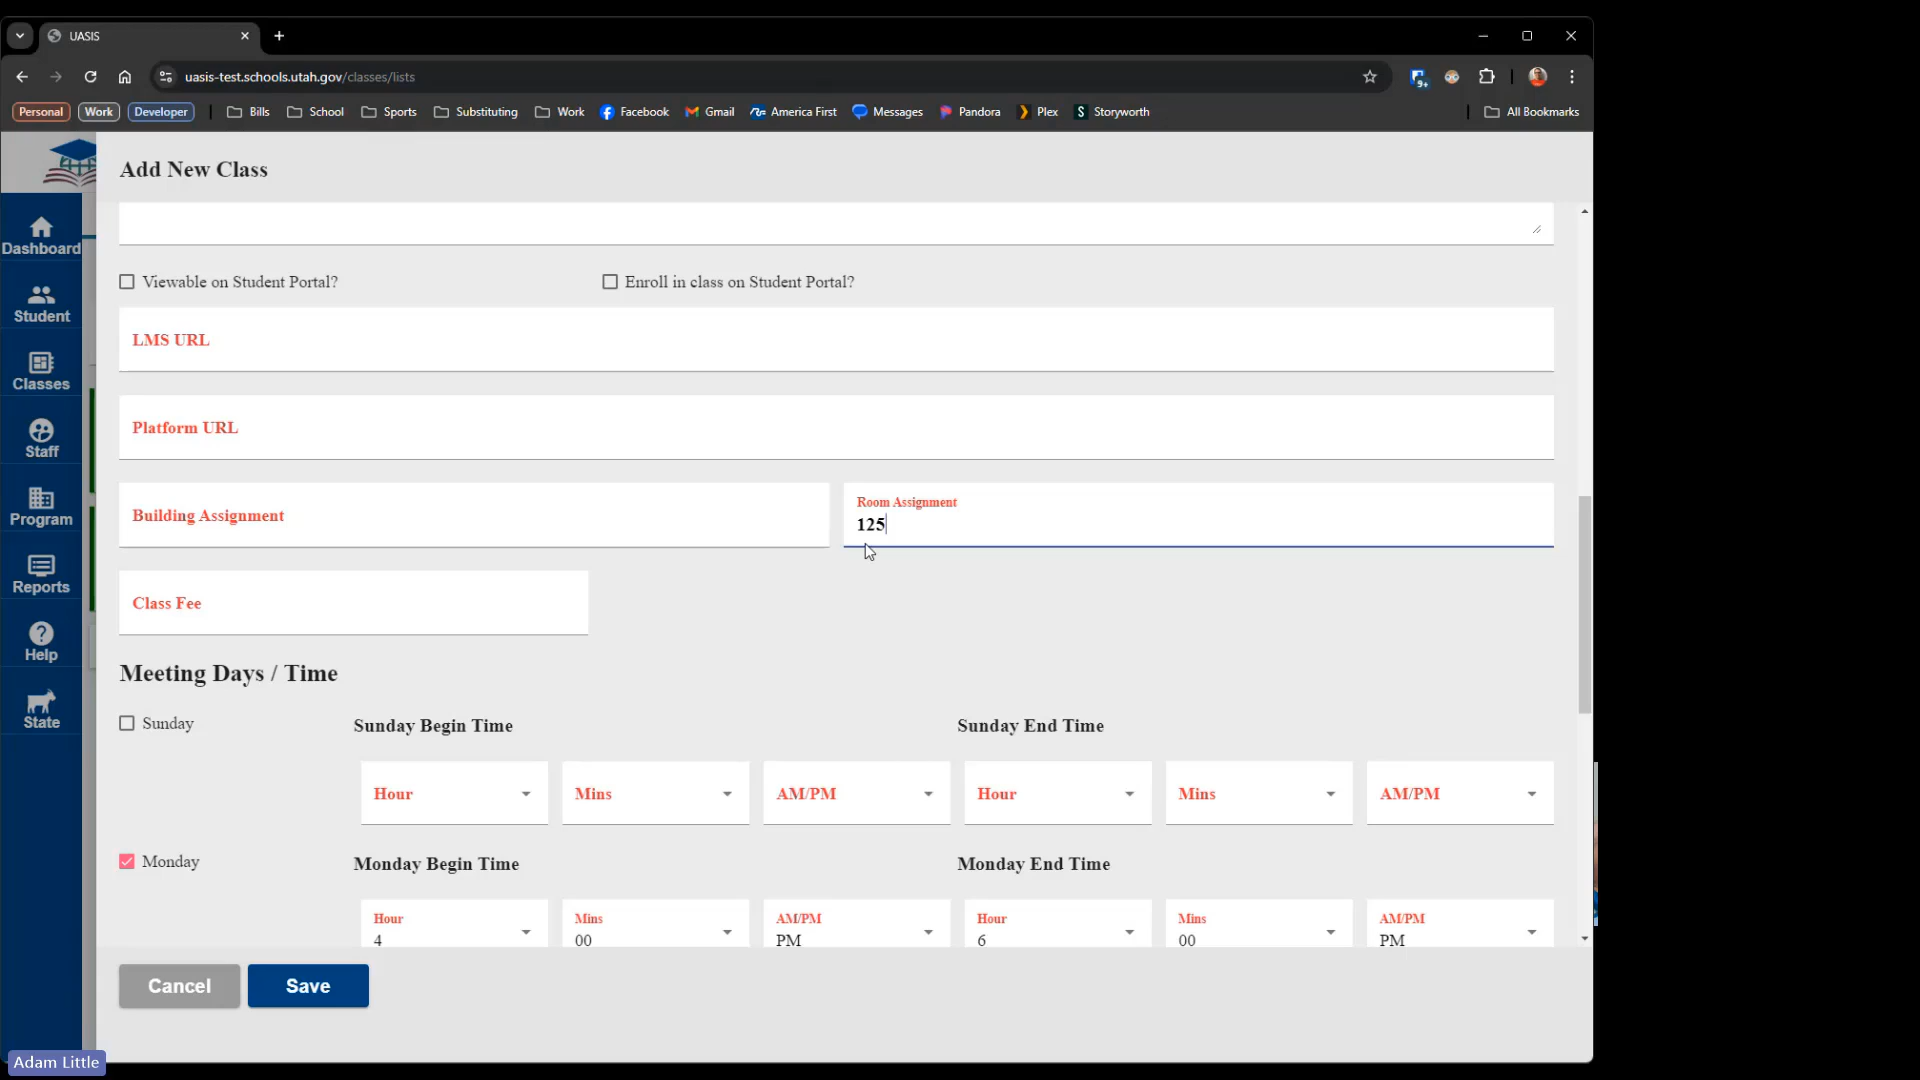 UASIS
uasis-test.schools.utah.gov/classes/lists
9+
Personal
Work
Developer
Bills
School
Sports
Substituting
Work
Facebook
Gmail
America First
Messages
Pandora
Plex
Storyworth
All Bookmarks
Add New Class
Dashboard
Student
Classes
Staff
Program
Reports
Help
State
Viewable on Student Portal?
Enroll in class on Student Portal?
LMS URL
Platform URL
Building Assignment
Room Assignment
125
Class Fee
Meeting Days / Time
Sunday
Sunday Begin Time
Sunday End Time
Hour
Mins
AM/PM
Hour
Mins
AM/PM
Monday
Monday Begin Time
Monday End Time
Hour
Mins
AM/PM
Hour
Mins
AM/PM
4
00
PM
6
00
PM
Cancel
Save
Adam Little